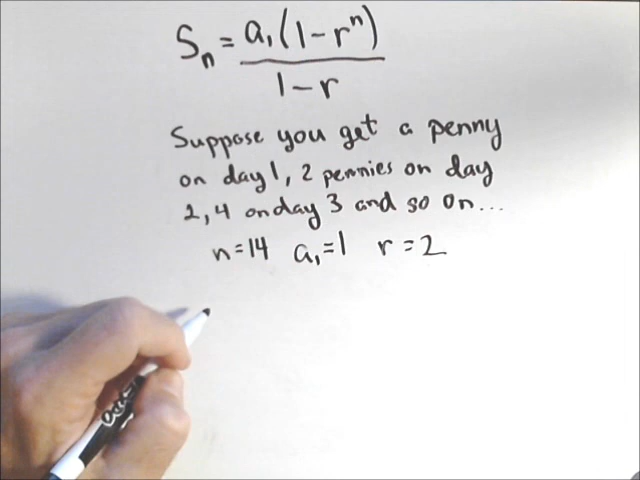 Sn = a₁(1-rⁿ)
1-r
Suppose you get a penny
on day 1, 2 pennies on day
2, 4 on day 3 and so on...
n=14 a₁=1 r=2